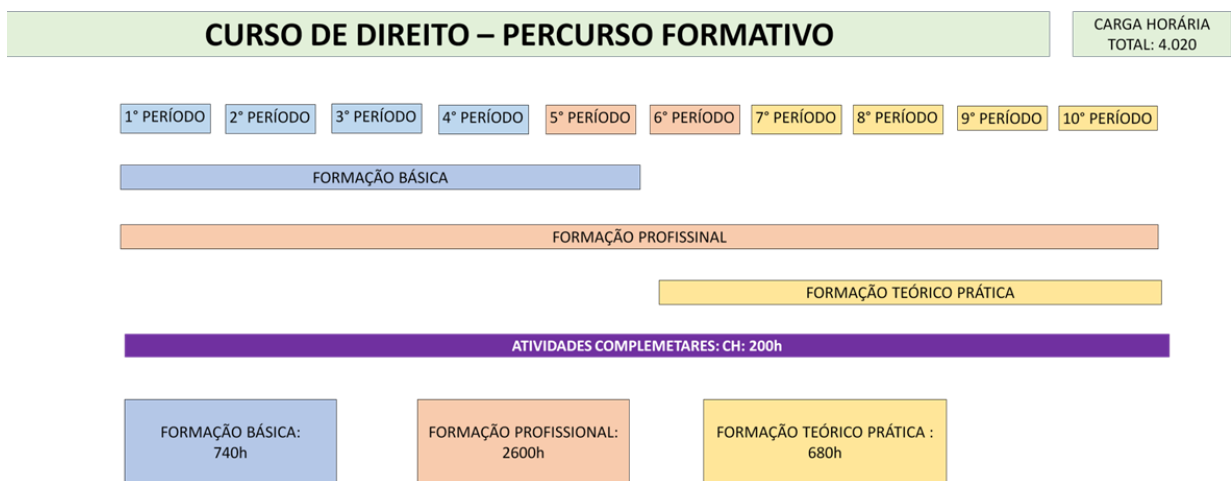 CURSO DE DIREITO – PERCURSO FORMATIVO
CARGA HORÁRIA
TOTAL: 4.020
1° PERÍODO
2° PERÍODO
3° PERÍODO
4° PERÍODO
5° PERÍODO
6° PERÍODO
7° PERÍODO
8° PERÍODO
9° PERÍODO
10° PERÍODO
FORMAÇÃO BÁSICA
FORMAÇÃO PROFISSINAL
FORMAÇÃO TEÓRICO PRÁTICA
ATIVIDADES COMPLEMETARES: CH: 200h
FORMAÇÃO BÁSICA:
740h
FORMAÇÃO PROFISSIONAL:
2600h
FORMAÇÃO TEÓRICO PRÁTICA :
680h